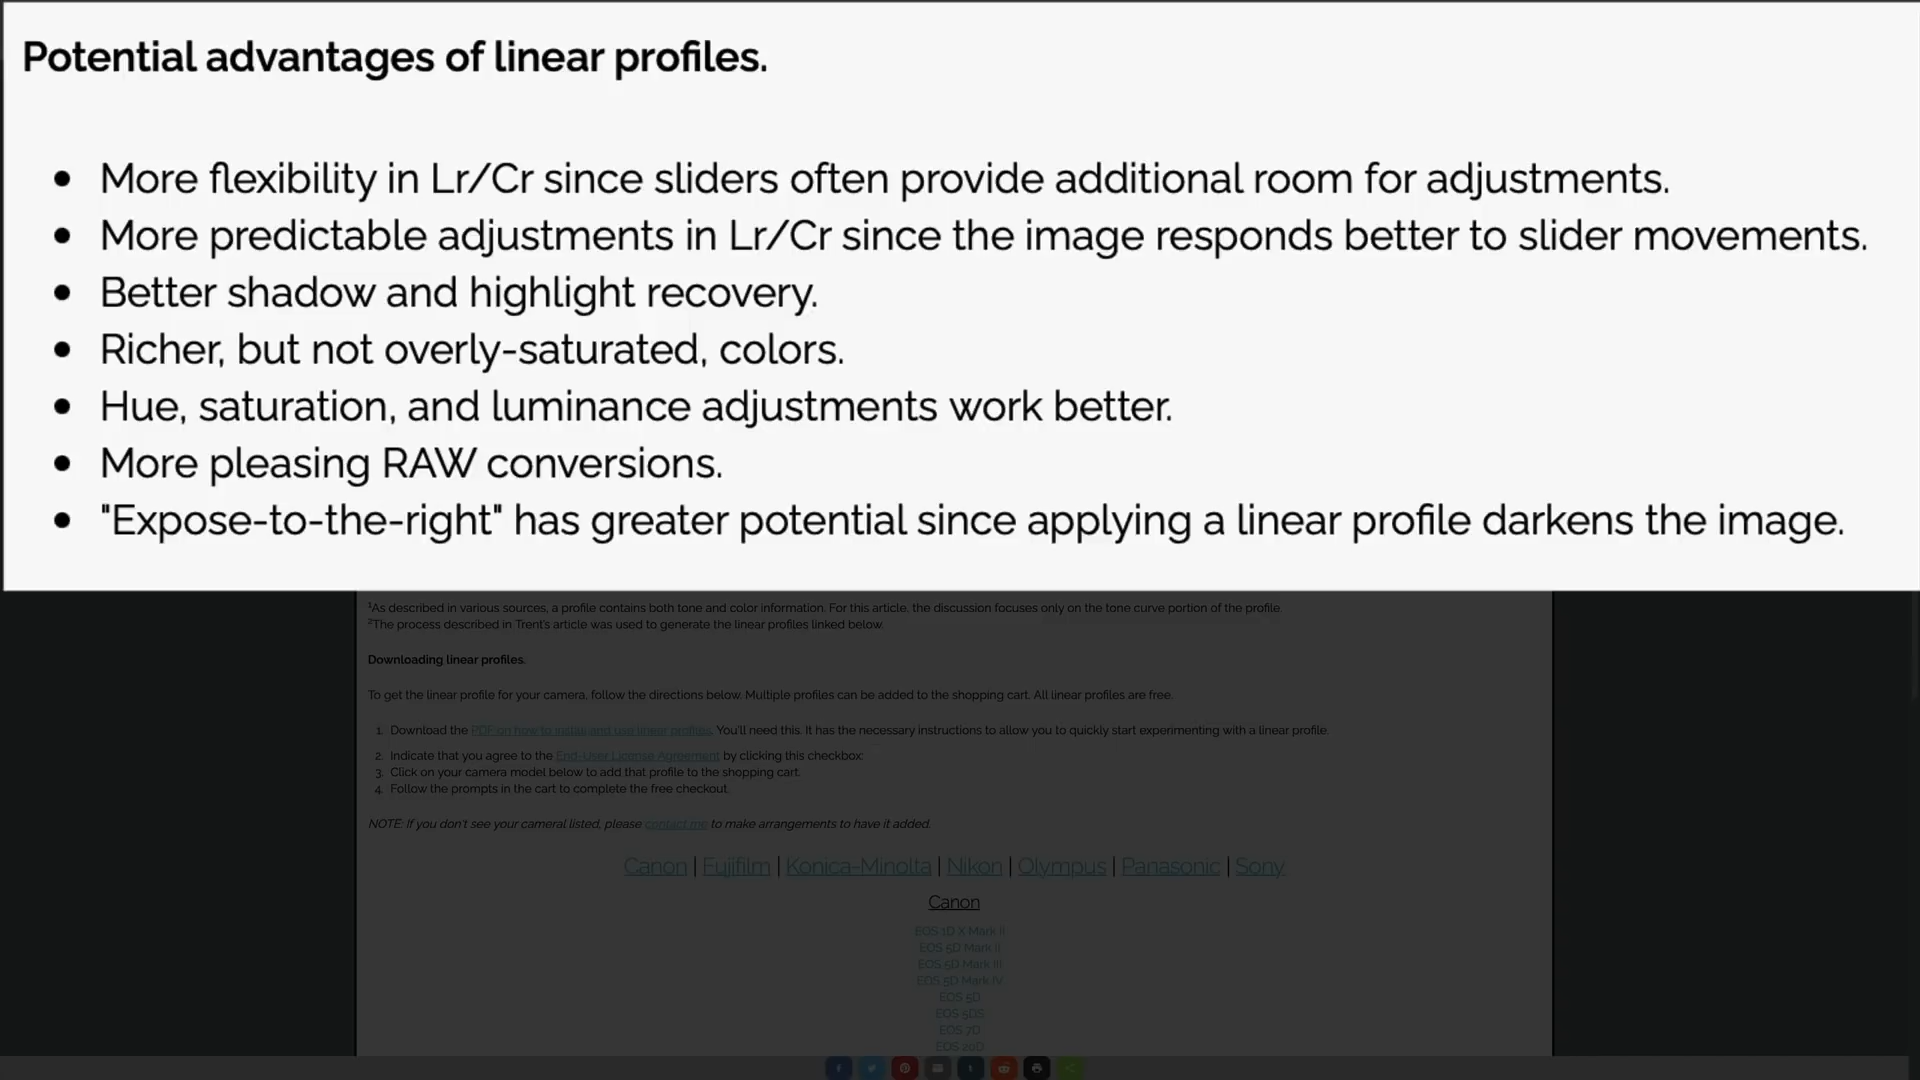 Potential advantages of linear profiles.
• More flexibility in Lr/Cr since sliders often provide additional room for adjustments.
• More predictable adjustments in Lr/Cr since the image responds better to slider movements.
• Better shadow and highlight recovery.
• Richer, but not overly-saturated, colors.
• Hue, saturation, and luminance adjustments work better.
• More pleasing RAW conversions.
• "Expose-to-the-right" has greater potential since applying a linear profile darkens the image.
¹As described in various sources, a profile contains both tone and color information. For this article, the discussion focuses only on the tone curve portion of the profile.
²The process described in Trent's article was used to generate the linear profiles linked below.
Downloading linear profiles.
To get the linear profile for your camera, follow the directions below. Multiple profiles can be added to the shopping cart. All linear profiles are free.
1. Download the PDF on how to install and use linear profiles. You'll need this. It has the necessary instructions to allow you to quickly start experimenting with a linear profile.
2. Indicate that you agree to the End-User License Agreement by clicking this checkbox:
3. Click on your camera model below to add that profile to the shopping cart.
4. Follow the prompts in the cart to complete the free checkout.
NOTE: If you don't see your cameral listed, please contact me to make arrangements to have it added.
Canon | Fujifilm | Konica-Minolta | Nikon | Olympus | Panasonic | Sony
Canon
EOS 1D X Mark II
EOS 5D Mark II
EOS 5D Mark III
EOS 5D Mark IV
EOS 5D
EOS 5DS
EOS 7D
EOS 20D